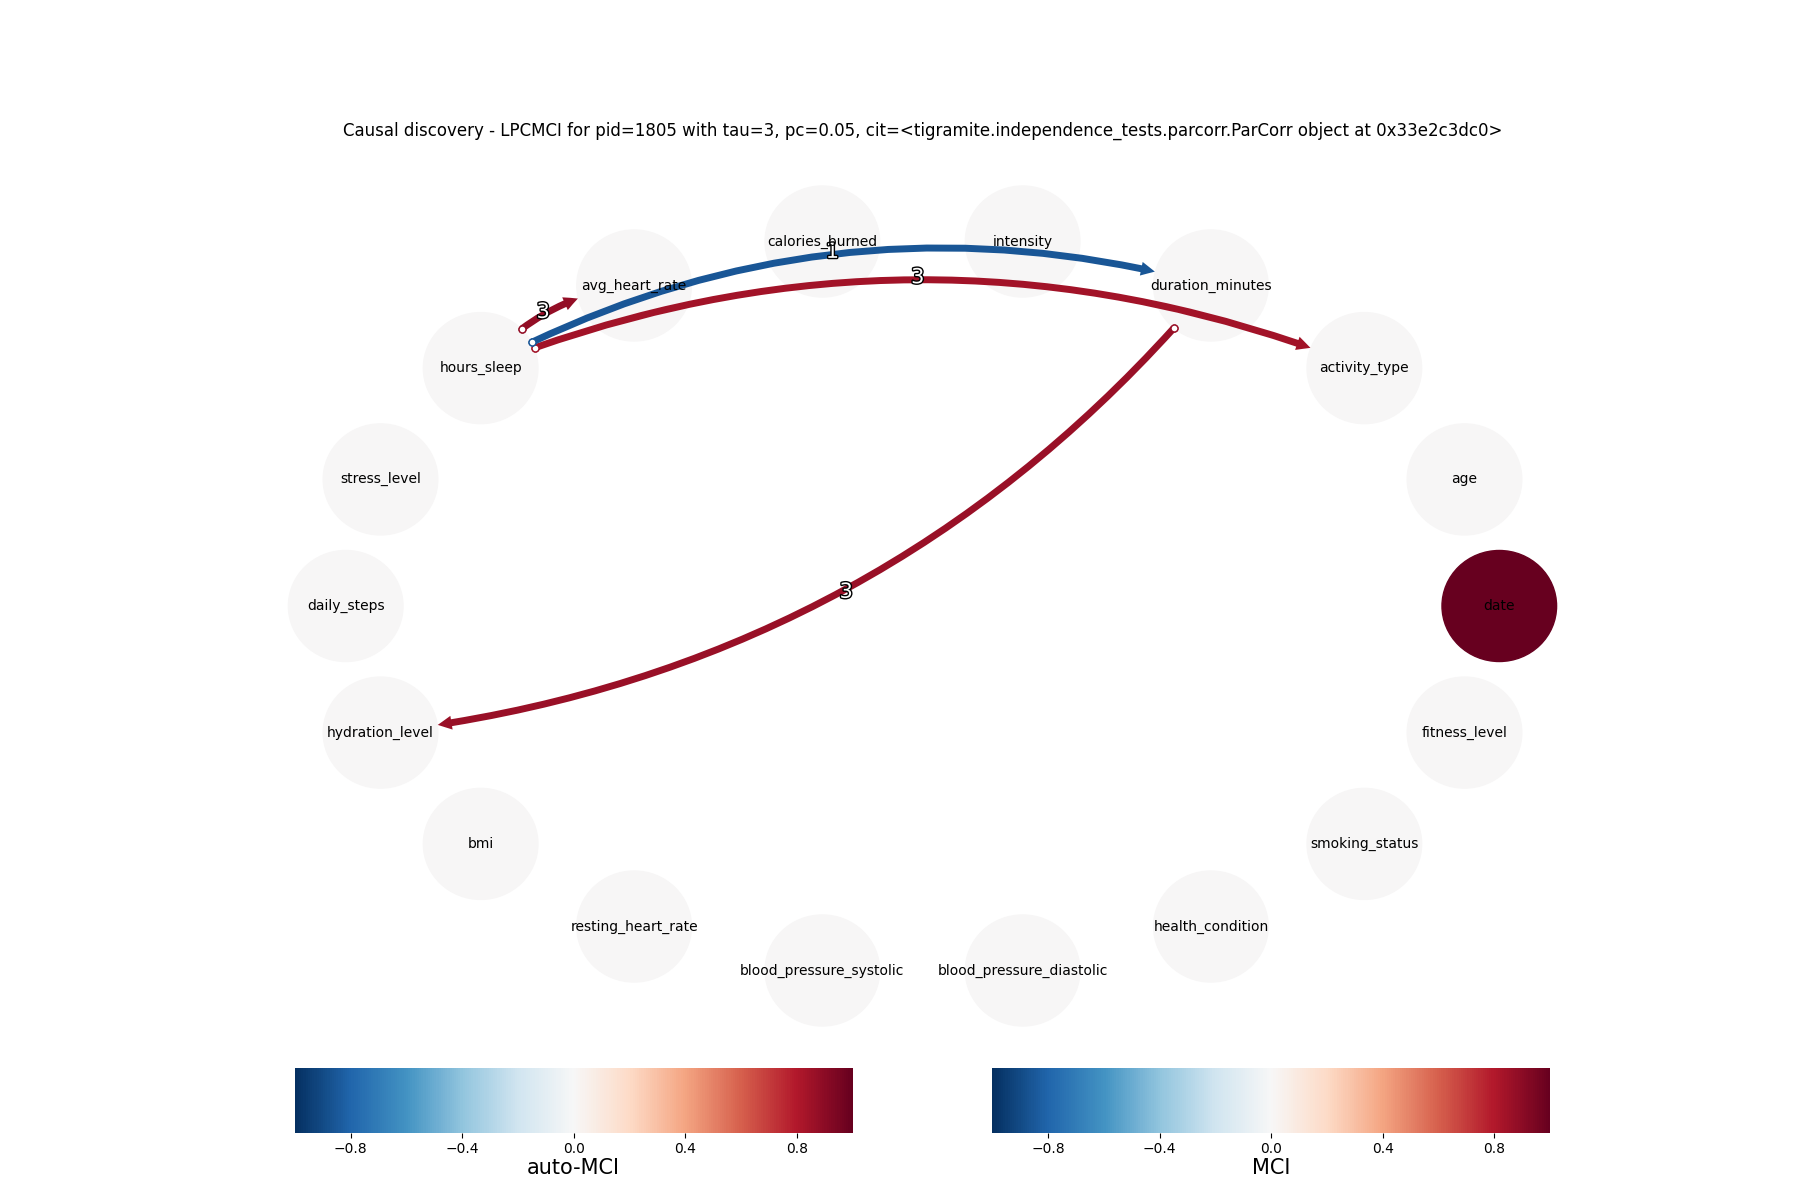 Causal discovery - LPCMCI for pid=1805 with tau=3, pc=0.05, cit=<tigramite.independence_tests.parcorr.ParCorr object at 0x33e2c3dc0>
calories_burned
intensity
1
3
avg_heart_rate
duration_minutes
3
hours_sleep
activity_type
stress_level
age
3
daily_steps
date
hydration_level
fitness_level
bmi
smoking_status
resting_heart_rate
health_condition
blood_pressure_systolic
blood_pressure_diastolic
−0.8 −0.4 0.0 0.4 0.8
auto-MCI
−0.8 −0.4 0.0 0.4 0.8
MCI